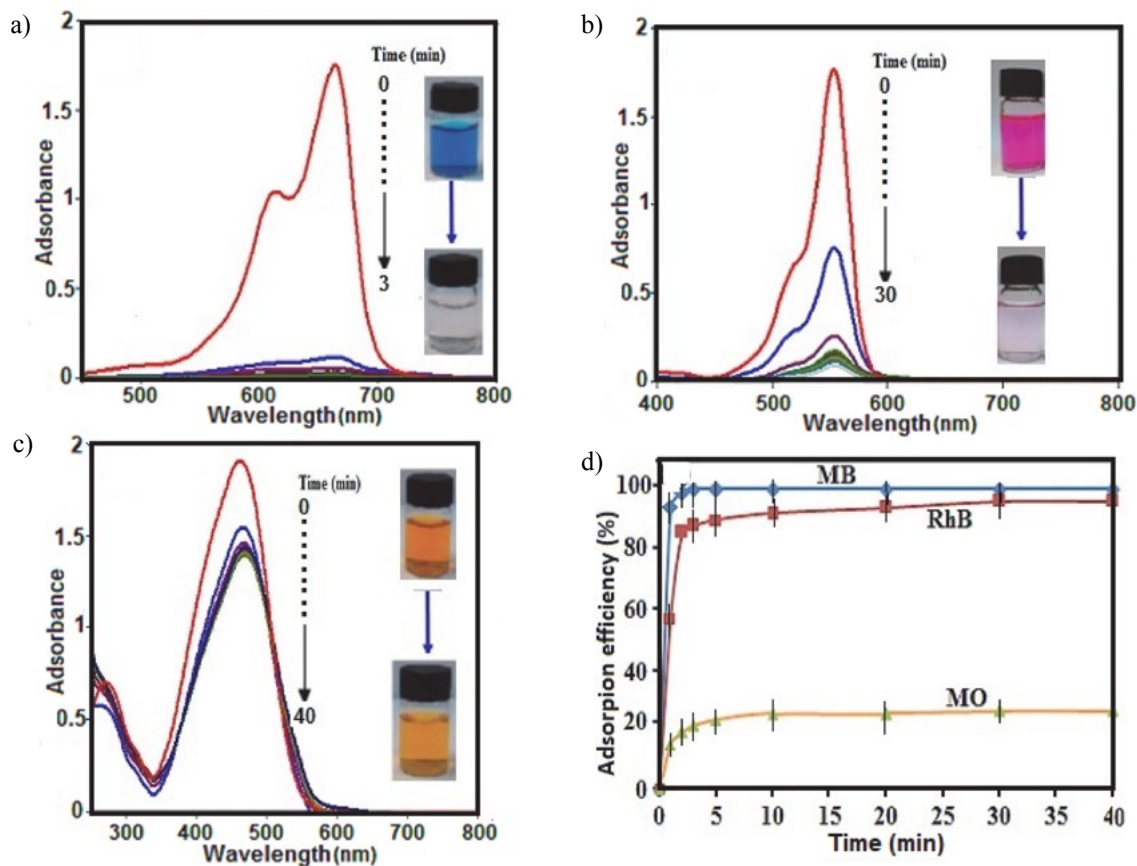 a)
2
1.5
1
0.5
0
500
600
700
800
Adsorbance
Wavelength(nm)
Time (min)
0
3
b)
2
1.5
1
0.5
0
400
500
600
700
800
Adsorbance
Wavelength(nm)
Time (min)
0
30
c)
2
1.5
1
0.5
0
300
400
500
600
700
800
Adsorbance
Wavelength(nm)
Time (min)
0
40
d)
100
80
60
40
20
0
0
5
10
15
20
25
30
35
40
Adsorpion efficiency (%)
Time (min)
MB
RhB
MO